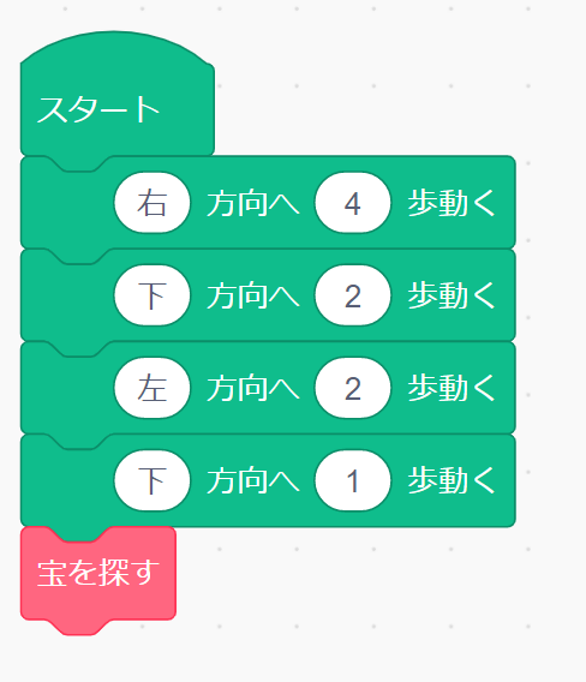 スタート
右 方向へ 4 歩動く
下 方向へ 2 歩動く
左 方向へ 2 歩動く
下 方向へ 1 歩動く
宝を探す